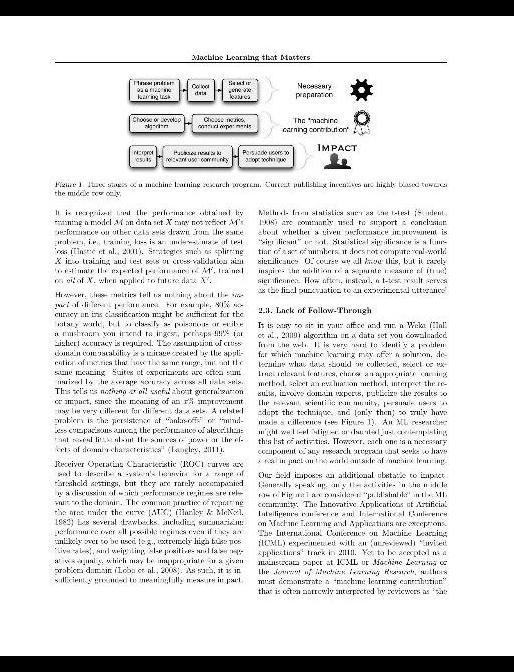 Machine Learning that Matters
Phrase problem
as a machine
learning task
Collect
data
Select or
generate
features
Necessary
preparation
Choose or develop
algorithm
Choose metrics,
conduct experiments
The "machine
learning contribution"
Interpret
results
Publicize results to
relevant user community
Persuade users to
adopt technique
IMPACT
Figure 1. Three stages of a machine learning research program. Current publishing incentives are highly biased towards
the middle row only.
It is recognized that the performance obtained by
training a model M on data set X may not reflect M's
performance on other data sets drawn from the same
problem, i.e., training loss is an underestimate of test
loss (Hastie et al., 2001). Strategies such as splitting
X into training and test sets or cross-validation aim
to estimate the expected performance of M', trained
on all of X, when applied to future data X'.
However, these metrics tell us nothing about the im-
pact of different performance. For example, 80% ac-
curacy on iris classification might be sufficient for the
botany world, but to classify as poisonous or edible
a mushroom you intend to ingest, perhaps 99% (or
higher) accuracy is required. The assumption of cross-
domain comparability is a mirage created by the appli-
cation of metrics that have the same range, but not the
same meaning. Suites of experiments are often sum-
marized by the average accuracy across all data sets.
This tells us nothing at all useful about generalization
or impact, since the meaning of an x% improvement
may be very different for different data sets. A related
problem is the persistence of "bake-offs" or "mind-
less comparisons among the performance of algorithms
that reveal little about the sources of power or the ef-
fects of domain characteristics" (Langley, 2011).
Receiver Operating Characteristic (ROC) curves are
used to describe a system's behavior for a range of
threshold settings, but they are rarely accompanied
by a discussion of which performance regimes are rele-
vant to the domain. The common practice of reporting
the area under the curve (AUC) (Hanley & McNeil,
1982) has several drawbacks, including summarizing
performance over all possible regimes even if they are
unlikely ever to be used (e.g., extremely high false pos-
itive rates), and weighting false positives and false neg-
atives equally, which may be inappropriate for a given
problem domain (Lobo et al., 2008). As such, it is in-
sufficiently grounded to meaningfully measure impact.
Methods from statistics such as the t-test (Student,
1908) are commonly used to support a conclusion
about whether a given performance improvement is
"significant" or not. Statistical significance is a func-
tion of a set of numbers; it does not compute real-world
significance. Of course we all know this, but it rarely
inspires the addition of a separate measure of (true)
significance. How often, instead, a t-test result serves
as the final punctuation to an experimental utterance!
2.3. Lack of Follow-Through
It is easy to sit in your office and run a Weka (Hall
et al., 2009) algorithm on a data set you downloaded
from the web. It is very hard to identify a problem
for which machine learning may offer a solution, de-
termine what data should be collected, select or ex-
tract relevant features, choose an appropriate learning
method, select an evaluation method, interpret the re-
sults, involve domain experts, publicize the results to
the relevant scientific community, persuade users to
adopt the technique, and (only then) to truly have
made a difference (see Figure 1). An ML researcher
might well feel fatigued or daunted just contemplating
this list of activities. However, each one is a necessary
component of any research program that seeks to have
a real impact on the world outside of machine learning.
Our field imposes an additional obstacle to impact.
Generally speaking, only the activities in the middle
row of Figure 1 are considered "publishable" in the ML
community. The Innovative Applications of Artificial
Intelligence conference and International Conference
on Machine Learning and Applications are exceptions.
The International Conference on Machine Learning
(ICML) experimented with an (unreviewed) "invited
applications" track in 2010. Yet to be accepted as a
mainstream paper at ICML or Machine Learning or
the Journal of Machine Learning Research, authors
must demonstrate a "machine learning contribution"
that is often narrowly interpreted by reviewers as "the